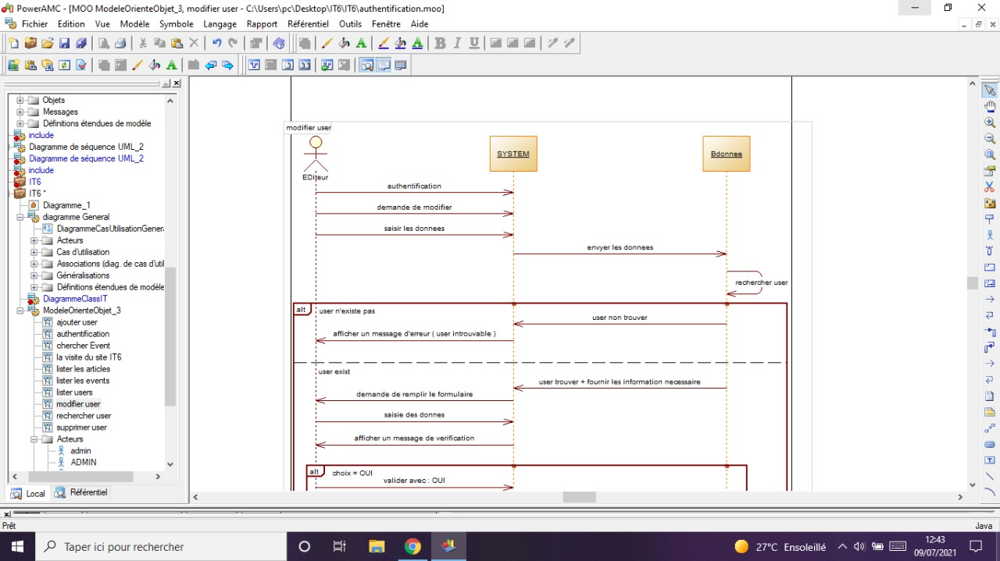 PowerAMC - [MOO ModeleOrienteObjet_3, modifier user - C:\Users\pc\Desktop\IT6\IT6\authentification.moo]
Fichier Edition Vue Modèle Symbole Langage Rapport Référentiel Outils Fenêtre Aide
Objets
Messages
Définitions étendues de modèle
include
Diagramme de séquence UML_2
Diagramme de séquence UML_2
include
IT6
IT6 *
Diagramme_1
diagramme General
DiagrammeCasUtilisationGenera
Acteurs
Cas d'utilisation
Associations (diag. de cas d'util
Généralisations
Définitions étendues de modèle
DiagrammeClassIT
ModeleOrienteObjet_3
ajouter user
authentification
chercher Event
la visite du site IT6
lister les articles
lister les events
lister users
modifier user
rechercher user
supprimer user
Acteurs
admin
ADMIN
Local Référentiel
modifier user
EDiteur
SYSTEM
Bdonnee
authentification
demande de modifier
saisir les donnees
envyer les donnees
rechercher user
alt
user n'existe pas
user non trouver
afficher un message d'erreur ( user introuvable )
user exist
user trouver + fournir les information necessaire
demande de remplir le formulaire
saisie des donnes
afficher un message de verification
alt
choix = OUI
valider avec : OUI
Prêt
Java
Taper ici pour rechercher
27°C Ensoleillé
12:43
09/07/2021